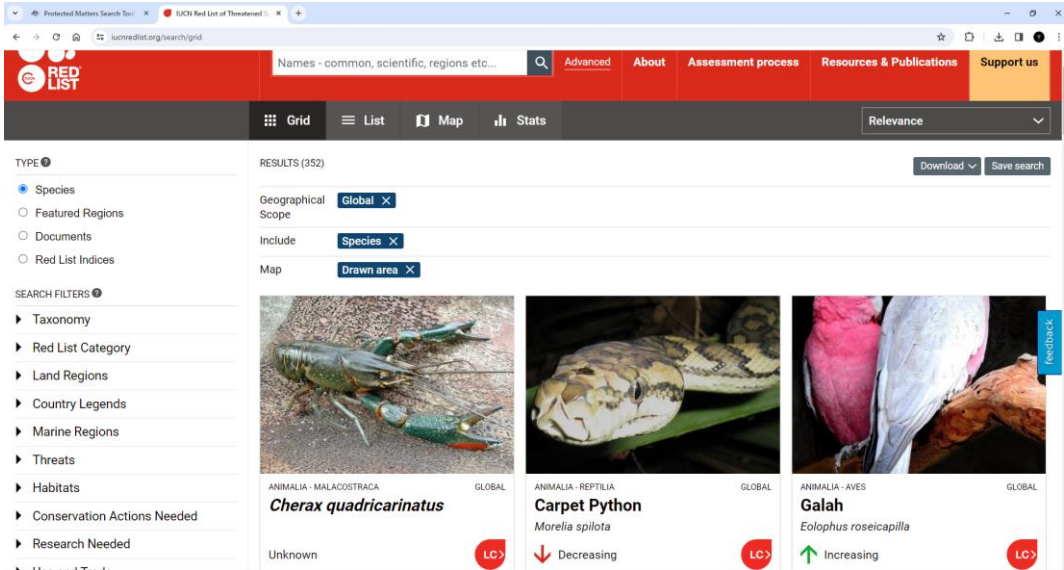 Protected Matters Search Tool
IUCN Red List of Threatened S
iucnredlist.org/search/grid
IUCN
RED
LIST
Names - common, scientific, regions etc...
Advanced
About
Assessment process
Resources & Publications
Support us
Grid
List
Map
Stats
Relevance
TYPE
Species
Featured Regions
Documents
Red List Indices
SEARCH FILTERS
Taxonomy
Red List Category
Land Regions
Country Legends
Marine Regions
Threats
Habitats
Conservation Actions Needed
Research Needed
Use and Trade
RESULTS (352)
Download
Save search
Geographical Scope Global
Include Species
Map Drawn area
feedback
ANIMALIA - MALACOSTRACA GLOBAL
Cherax quadricarinatus
Unknown LC
ANIMALIA - REPTILIA GLOBAL
Carpet Python
Morelia spilota
Decreasing LC
ANIMALIA - AVES GLOBAL
Galah
Eolophus roseicapilla
Increasing LC